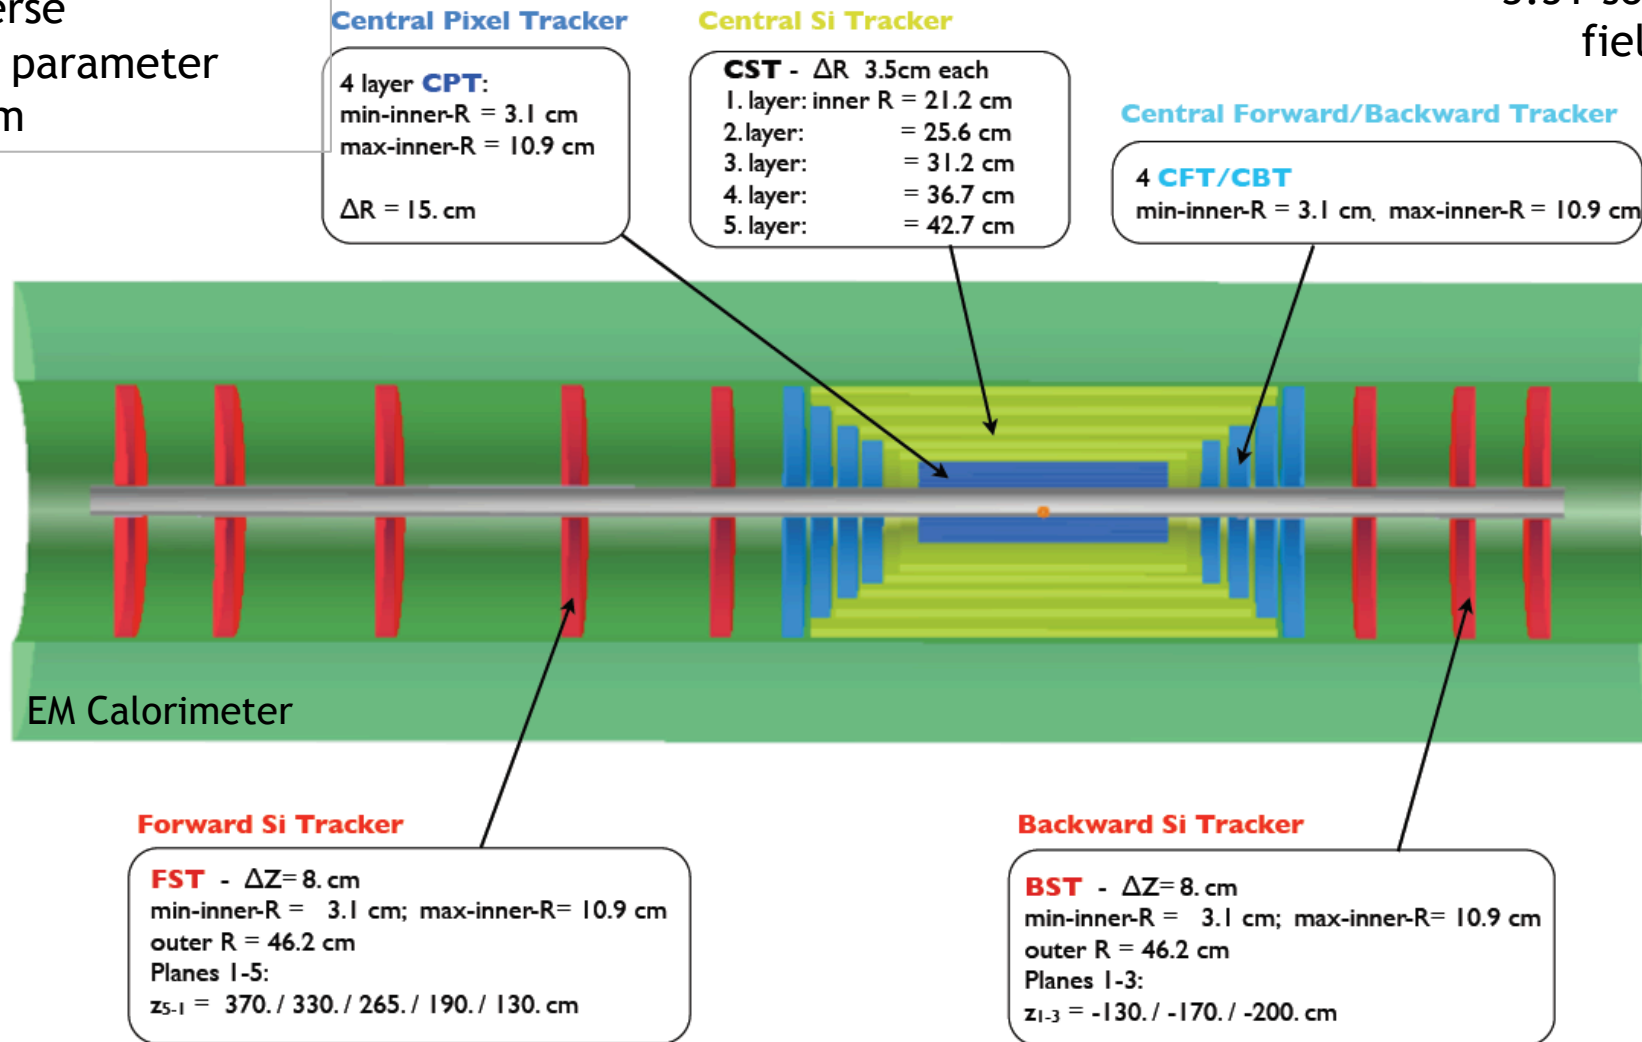 parameter
m
fiel
Central Pixel Tracker
4 layer CPT:
min-inner-R = 3.1 cm
max-inner-R = 10.9 cm
ΔR = 15. cm
Central Si Tracker
CST - ΔR 3.5cm each
1. layer: inner R = 21.2 cm
2.layer: = 25.6 cm
3. layer: = 31.2 cm
4. layer: = 36.7 cm
5. layer: = 42.7 cm
Central Forward/Backward Tracker
4 CFT/CBT
min-inner-R = 3.1 cm, max-inner-R = 10.9 cm
EM Calorimeter
Forward Si Tracker
FST - ΔZ= 8. cm
min-inner-R = 3.1 cm; max-inner-R= 10.9 cm
outer R = 46.2 cm
Planes 1-5:
z5-1 = 370. / 330. / 265. / 190. / 130. cm
Backward Si Tracker
BST - ΔZ= 8. cm
min-inner-R = 3.1 cm; max-inner-R= 10.9 cm
outer R = 46.2 cm
Planes 1-3:
z1-3 = -130. / -170. / -200. cm